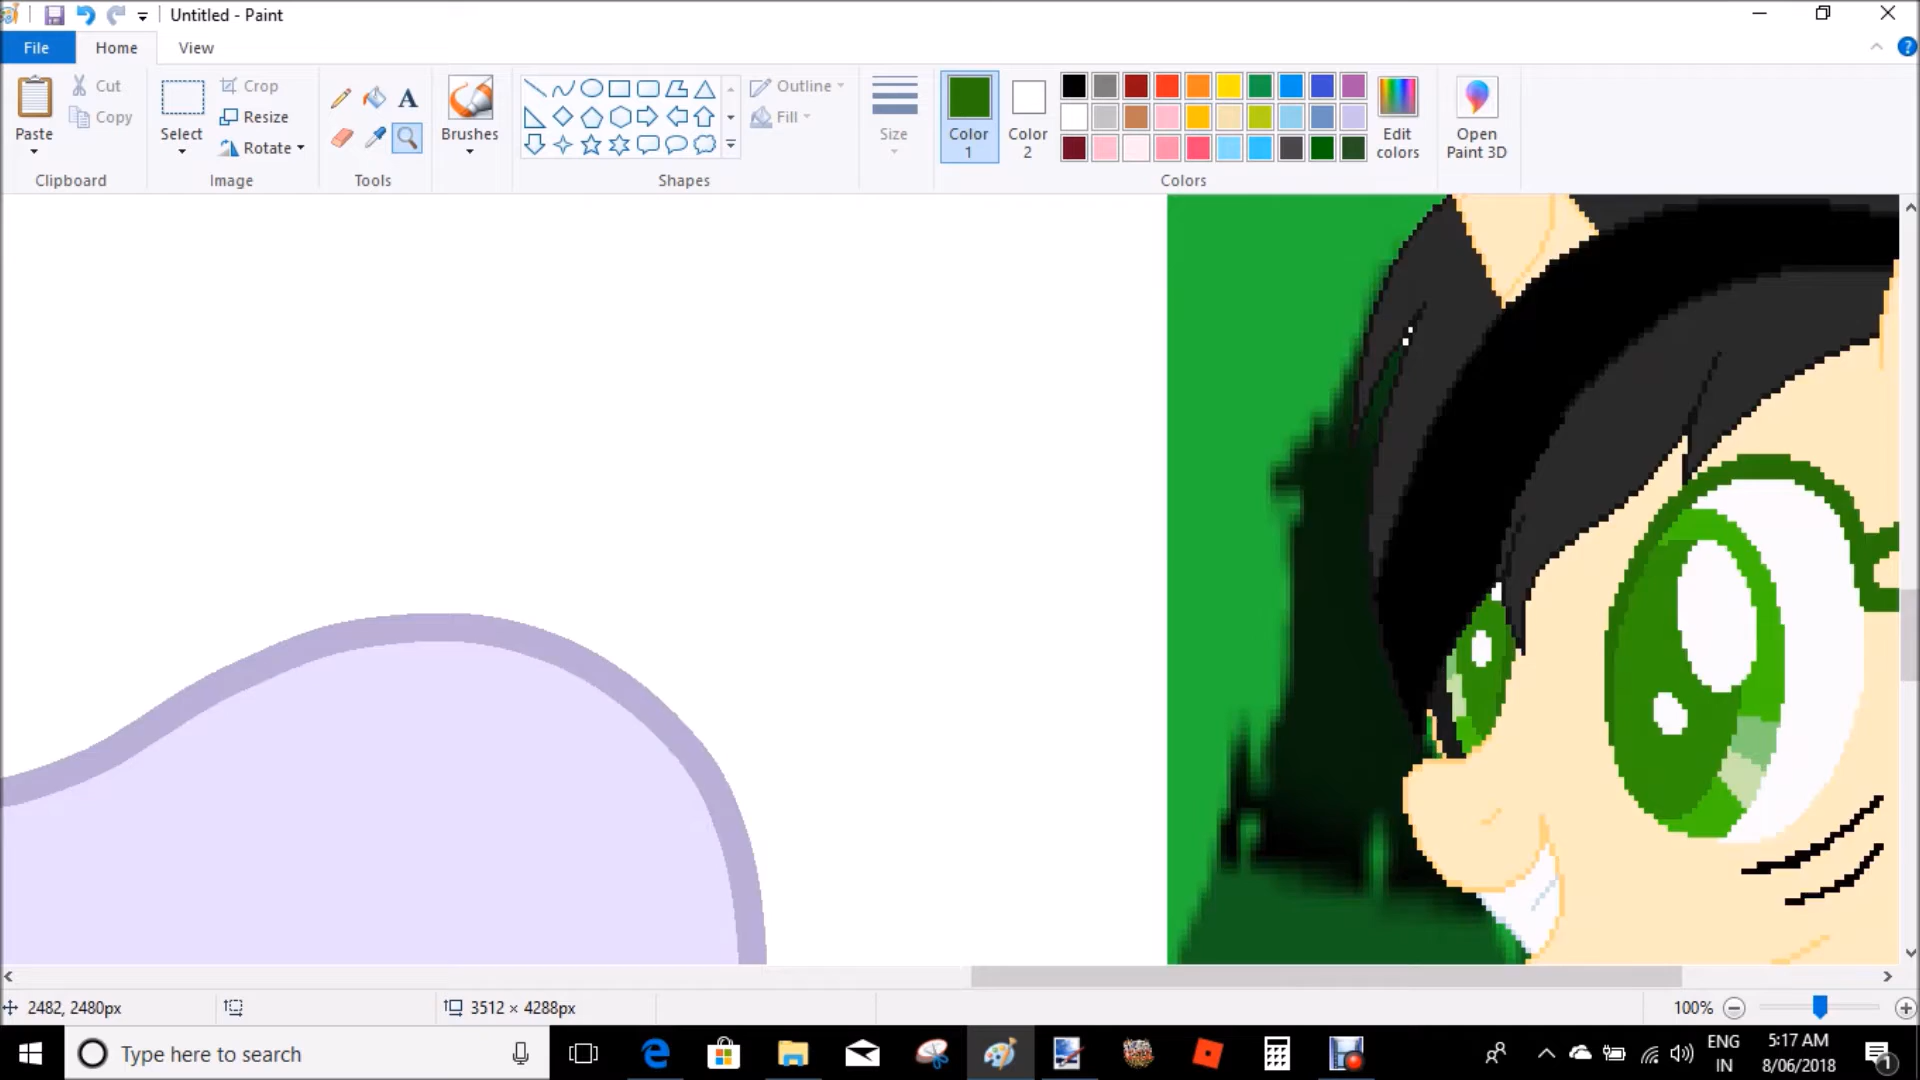 Untitled - Paint
File Home View
Paste
Cut
Copy
Clipboard
Select
Crop
Resize
Rotate
Image
A
Tools
Brushes
Outline
Fill
Shapes
Size
Color 1
Color 2
Edit colors
Open Paint 3D
Colors
2482, 2480px
3512 × 4288px
100%
Type here to search
ENG
IN
5:17 AM
8/06/2018
1